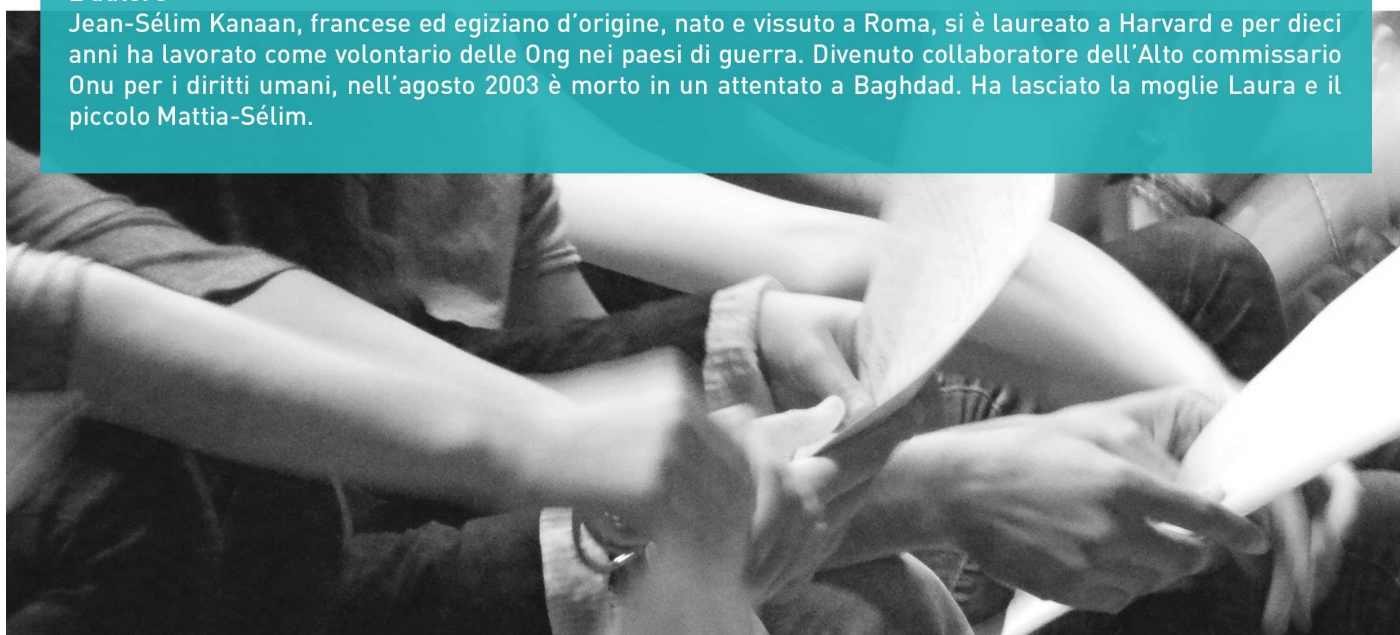 Jean-Sélim Kanaan, francese ed egiziano d'origine, nato e vissuto a Roma, si è laureato a Harvard e per dieci
anni ha lavorato come volontario delle Ong nei paesi di guerra. Divenuto collaboratore dell'Alto commissario
Onu per i diritti umani, nell'agosto 2003 è morto in un attentato a Baghdad. Ha lasciato la moglie Laura e il
piccolo Mattia-Sélim.